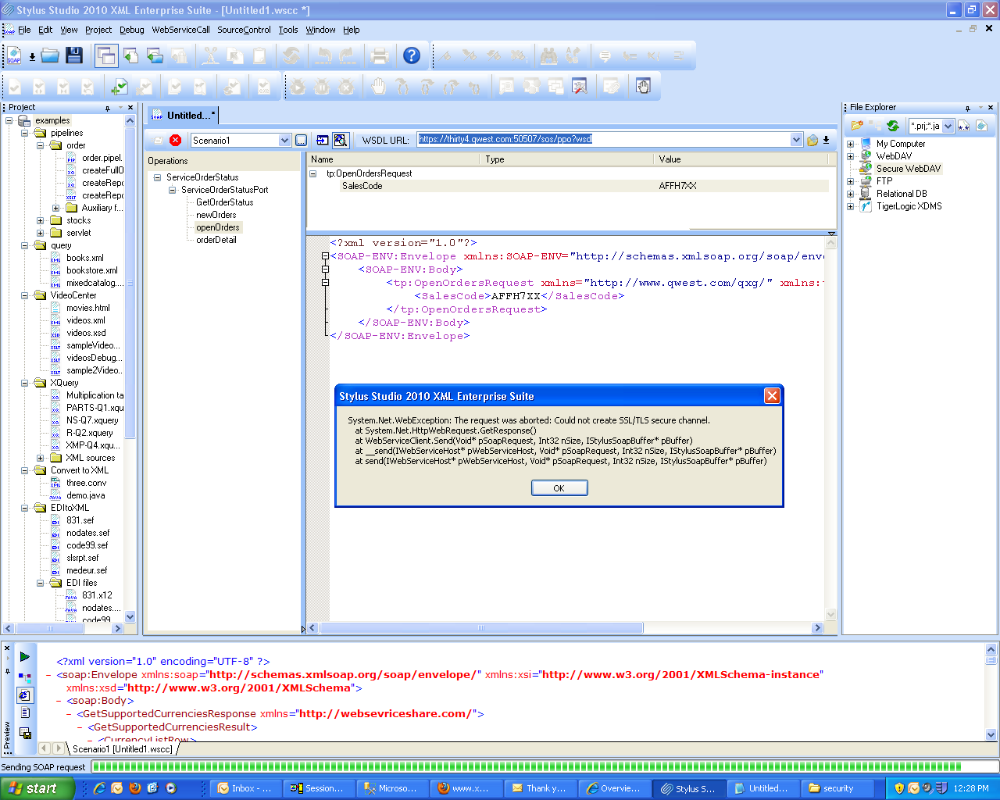 Stylus Studio 2010 XML Enterprise Suite - [Untitled1.wscc *]
File Edit View Project Debug WebServiceCall SourceControl Tools Window Help
Project
examples
pipelines
order
order.pipel.
createFullO
createRepo
createRepo
Auxiliary f...
stocks
servlet
query
books.xml
bookstore.xml
mixedcatalog....
VideoCenter
movies.html
videos.xml
videos.xsd
sampleVideo...
videosDebug...
sample2Video...
XQuery
Multiplication ta
PARTS-Q1.xqu
NS-Q7.xquery
R-Q2.xquery
XMP-Q4.xquery
XML sources
Convert to XML
three.conv
demo.java
EDItoXML
831.sef
nodates.sef
code99.sef
slsrpt.sef
medeur.sef
EDI files
831.x12
nodates....
code99
Untitled...*
Scenario1
WSDL URL: https://thirty4.qwest.com:50507/sos/ppo?wsdl
Operations
ServiceOrderStatus
ServiceOrderStatusPort
GetOrderStatus
newOrders
openOrders
orderDetail
Name Type Value
tp:OpenOrdersRequest
SalesCode AFFH7XX
<?xml version="1.0"?>
<SOAP-ENV:Envelope xmlns:SOAP-ENV="http://schemas.xmlsoap.org/soap/env
<SOAP-ENV:Body>
<tp:OpenOrdersRequest xmlns="http://www.qwest.com/qxg/" xmlns:
<SalesCode>AFFH7XX</SalesCode>
</tp:OpenOrdersRequest>
</SOAP-ENV:Body>
</SOAP-ENV:Envelope>
Stylus Studio 2010 XML Enterprise Suite
System.Net.WebException: The request was aborted: Could not create SSL/TLS secure channel.
at System.Net.HttpWebRequest.GetResponse()
at WebServiceClient.Send(Void* pSoapRequest, Int32 nSize, IStylusSoapBuffer* pBuffer)
at __send(IWebServiceHost* pWebServiceHost, Void* pSoapRequest, Int32 nSize, IStylusSoapBuffer* pBuffer)
at send(IWebServiceHost* pWebServiceHost, Void* pSoapRequest, Int32 nSize, IStylusSoapBuffer* pBuffer)
OK
File Explorer
*.prj;*.ja
My Computer
WebDAV
Secure WebDAV
FTP
Relational DB
TigerLogic XDMS
Preview
<?xml version="1.0" encoding="UTF-8" ?>
- <soap:Envelope xmlns:soap="http://schemas.xmlsoap.org/soap/envelope/" xmlns:xsi="http://www.w3.org/2001/XMLSchema-instance"
xmlns:xsd="http://www.w3.org/2001/XMLSchema">
- <soap:Body>
- <GetSupportedCurrenciesResponse xmlns="http://websevriceshare.com/">
- <GetSupportedCurrenciesResult>
- <CurrencyListRow>
Scenario1 [Untitled1.wscc]
Sending SOAP request
start
Inbox - ...
Session...
Microso...
www.x...
Thank y...
Overvie...
Stylus S...
Untitled...
security
12:28 PM